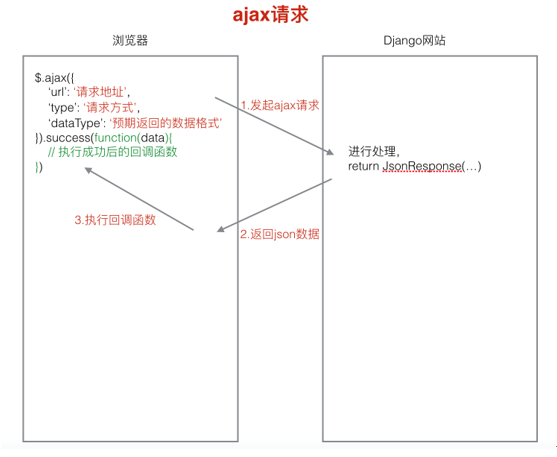 ajax请求
浏览器
Django网站
$.ajax({
‘url’: ‘请求地址’,
‘type’: ‘请求方式’,
‘dataType’: ‘预期返回的数据格式’
}).success(function(data){
// 执行成功后的回调函数
})
1.发起ajax请求
进行处理,
return JsonResponse(…)
2.返回json数据
3.执行回调函数